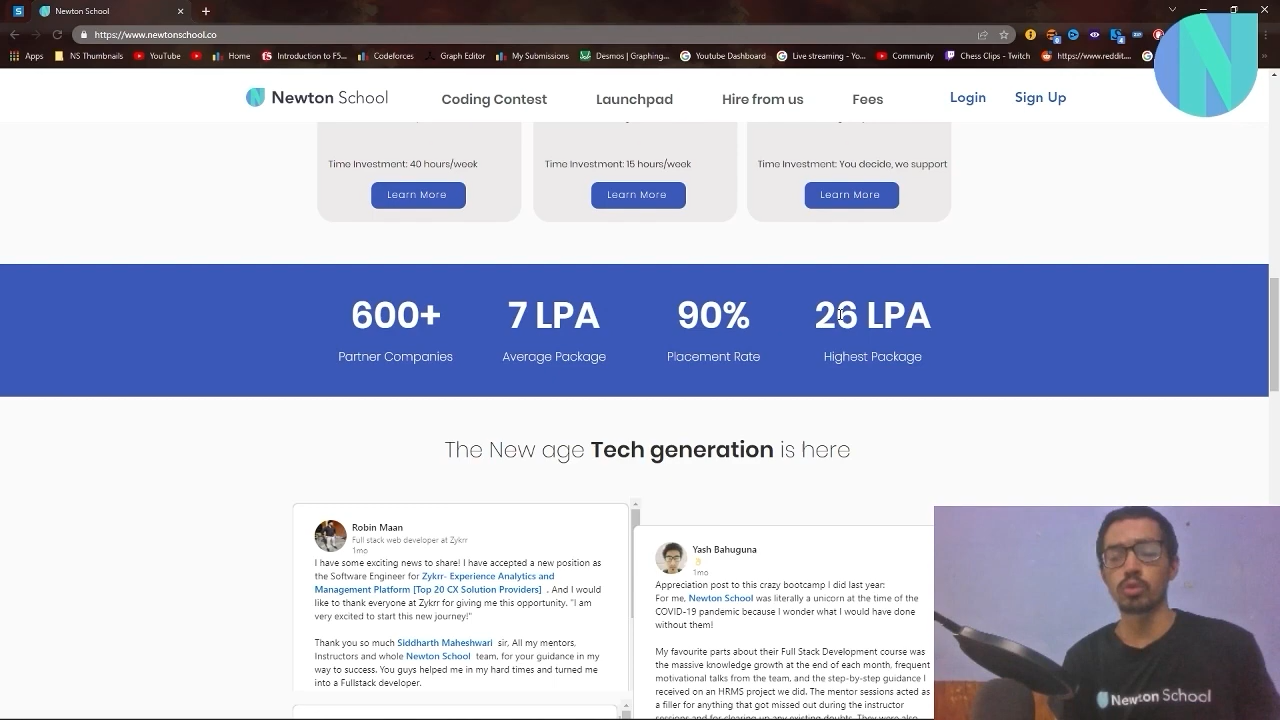 Newton School
https://www.newtonschool.co
Apps
NS Thumbnails
YouTube
Home
Introduction to F5...
Codeforces
Graph Editor
My Submissions
Desmos | Graphing...
Youtube Dashboard
Live streaming - Yo...
Community
Chess Clips - Twitch
https://www.reddit....
Newton School
Coding Contest
Launchpad
Hire from us
Fees
Login
Sign Up
Time Investment: 40 hours/week
Time Investment: 15 hours/week
Time Investment: You decide, we support
Learn More
Learn More
Learn More
600+
7 LPA
90%
26 LPA
Partner Companies
Average Package
Placement Rate
Highest Package
The New age Tech generation is here
Robin Maan
Full stack web developer at Zykrr
1mo
I have some exciting news to share! I have accepted a new position
as the Software Engineer for Zykrr- Experience Analytics and
Management Platform [Top 20 CX Solution Providers] . And I would
like to thank everyone at Zykrr for giving me this opportunity. "I am
very excited to start this new journey!"
Thank you so much Siddharth Maheshwari sir, All my mentors,
Instructors and whole Newton School team, for your guidance in my
way to success. You guys helped me in my hard times and turned me
into a Fullstack developer.
Yash Bahuguna
1mo
Appreciation post to this crazy bootcamp I did last year:
For me, Newton School was literally a unicorn at the time of the
COVID-19 pandemic because I wonder what I would have done
without them!
My favourite parts about their Full Stack Development course was
the massive knowledge growth at the end of each month, frequent
motivational talks from the team, and the step-by-step guidance I
received on an HRMS project we did. The mentor sessions acted as
a filler for anything that got missed out during the instructor
sessions and for clearing up any existing doubts. They were also
Newton School